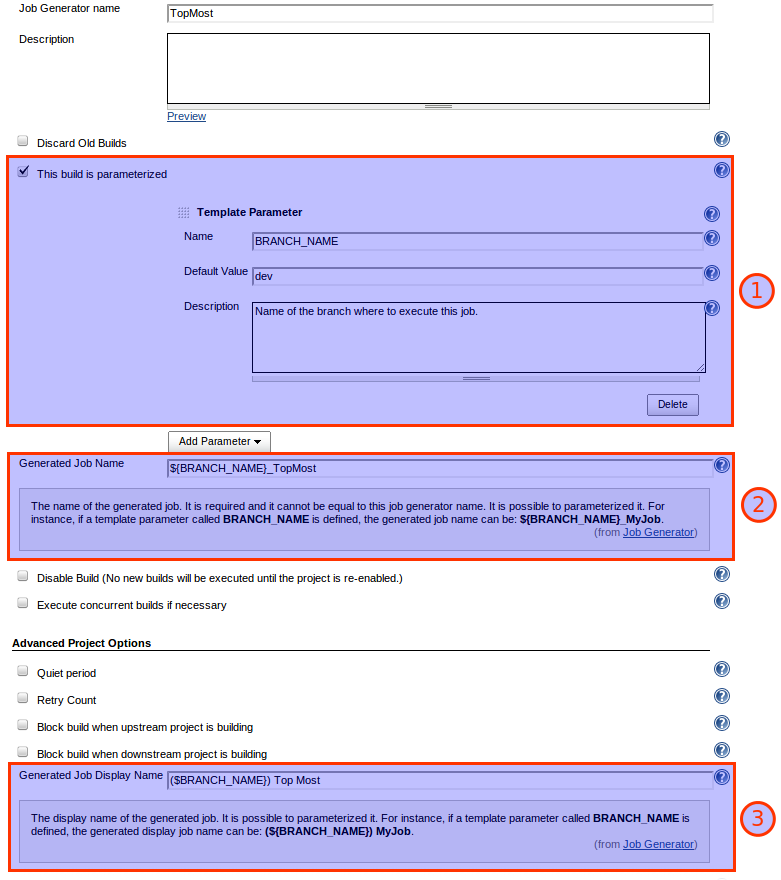 Job Generator name
TopMost
Description
Preview
Discard Old Builds
This build is parameterized
Template Parameter
Name
BRANCH_NAME
Default Value
dev
Description
Name of the branch where to execute this job.
1
Delete
Add Parameter
Generated Job Name
${BRANCH_NAME}_TopMost
The name of the generated job. It is required and it cannot be equal to this job generator name. It is possible to parameterized it. For
instance, if a template parameter called BRANCH_NAME is defined, the generated job name can be: ${BRANCH_NAME}_MyJob.
(from Job Generator)
2
Disable Build (No new builds will be executed until the project is re-enabled.)
Execute concurrent builds if necessary
Advanced Project Options
Quiet period
Retry Count
Block build when upstream project is building
Block build when downstream project is building
Generated Job Display Name
($BRANCH_NAME}) Top Most
The display name of the generated job. It is possible to parameterized it. For instance, if a template parameter called BRANCH_NAME is
defined, the generated display job name can be: (${BRANCH_NAME}) MyJob.
(from Job Generator)
3